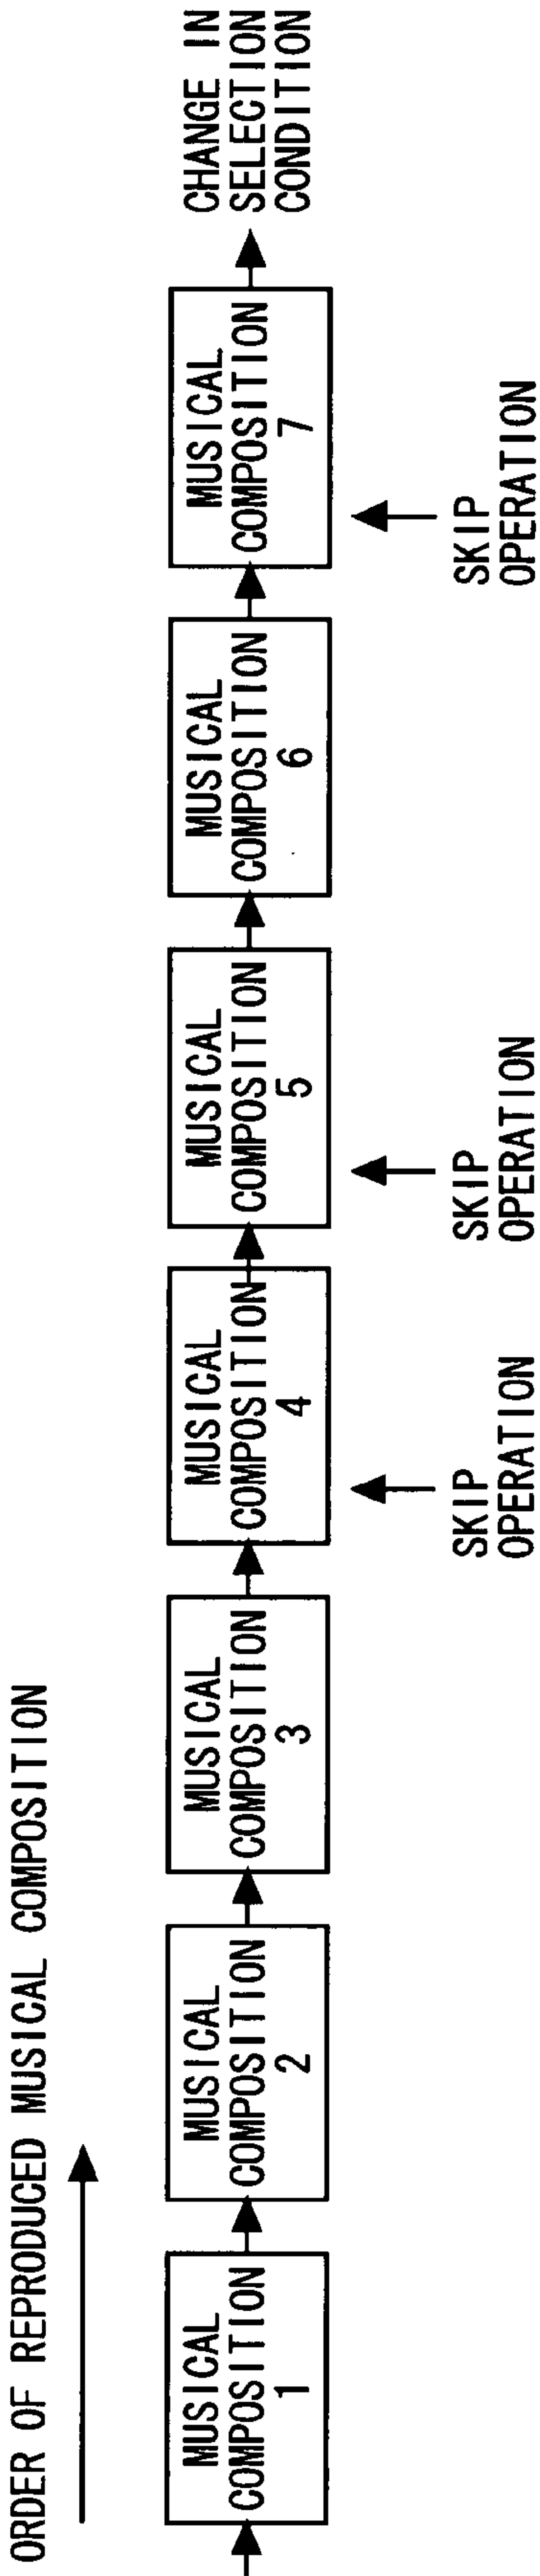 ORDER OF REPRODUCED MUSICAL COMPOSITION
MUSICAL
COMPOSITION
1
MUSICAL
COMPOSITION
2
MUSICAL
COMPOSITION
3
MUSICAL
COMPOSITION
4
MUSICAL
COMPOSITION
5
MUSICAL
COMPOSITION
6
MUSICAL
COMPOSITION
7
CHANGE IN
SELECTION
CONDITION
SKIP
OPERATION
SKIP
OPERATION
SKIP
OPERATION